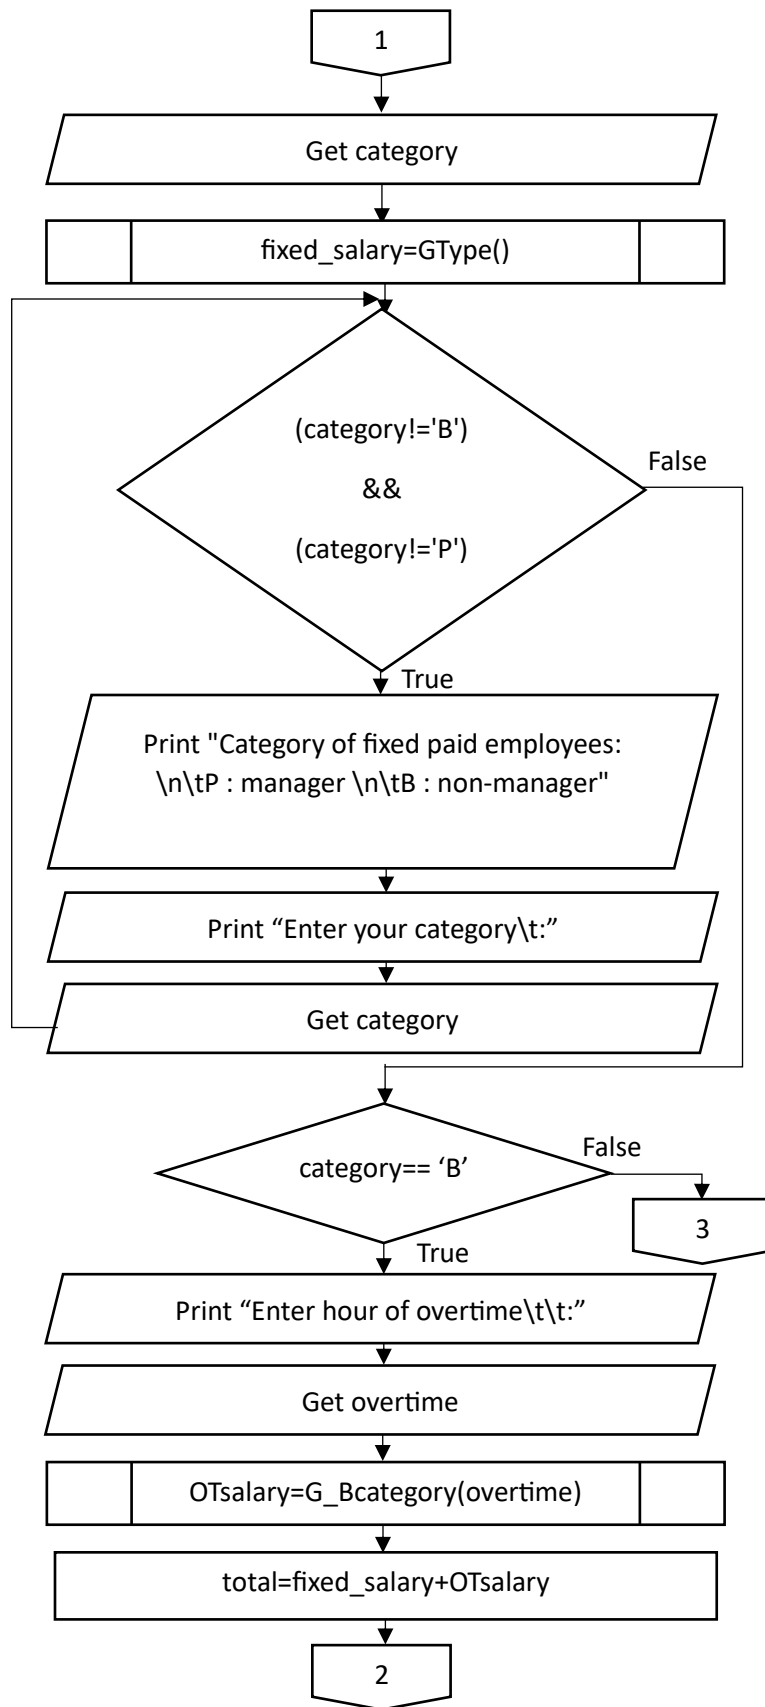 1
Get category
fixed_salary=GType()
(category!='B')
&&
(category!='P')
False
True
Print "Category of fixed paid employees:
\n\tP : manager \n\tB : non-manager"
Print “Enter your category\t:”
Get category
category== ‘B’
False
3
True
Print “Enter hour of overtime\t\t:”
Get overtime
OTsalary=G_Bcategory(overtime)
total=fixed_salary+OTsalary
2